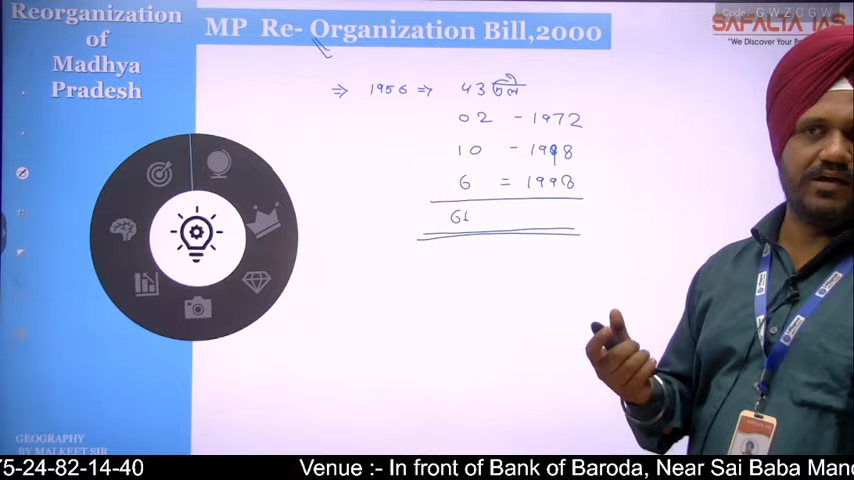 Reorganization
of
Madhya
Pradesh
MP Re- Organization Bill,2000
Code: GWZCGW
SAFALTA IAS
"We Discover Your
⇒ 1956 ⇒ 43
02 - 1972
10 - 1998
6 = 1998
61
GEOGRAPHY
BY MALKEET SIR
75-24-82-14-40 Venue :- In front of Bank of Baroda, Near Sai Baba Mand